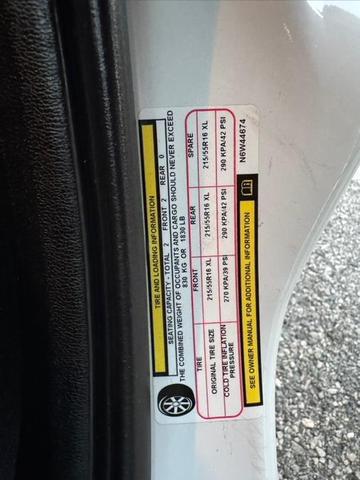 TIRE AND LOADING INFORMATION
SEATING CAPACITY - TOTAL 2 FRONT 2 REAR 0
THE COMBINED WEIGHT OF OCCUPANTS AND CARGO SHOULD NEVER EXCEED
830 KG OR 1830 LB
TIRE FRONT REAR SPARE
ORIGINAL TIRE SIZE 215/55R16 XL 215/55R16 XL 215/55R16 XL
COLD TIRE INFLATION PRESSURE 270 KPA/39 PSI 290 KPA/42 PSI 290 KPA/42 PSI
SEE OWNER MANUAL FOR ADDITIONAL INFORMATION
N6W44674